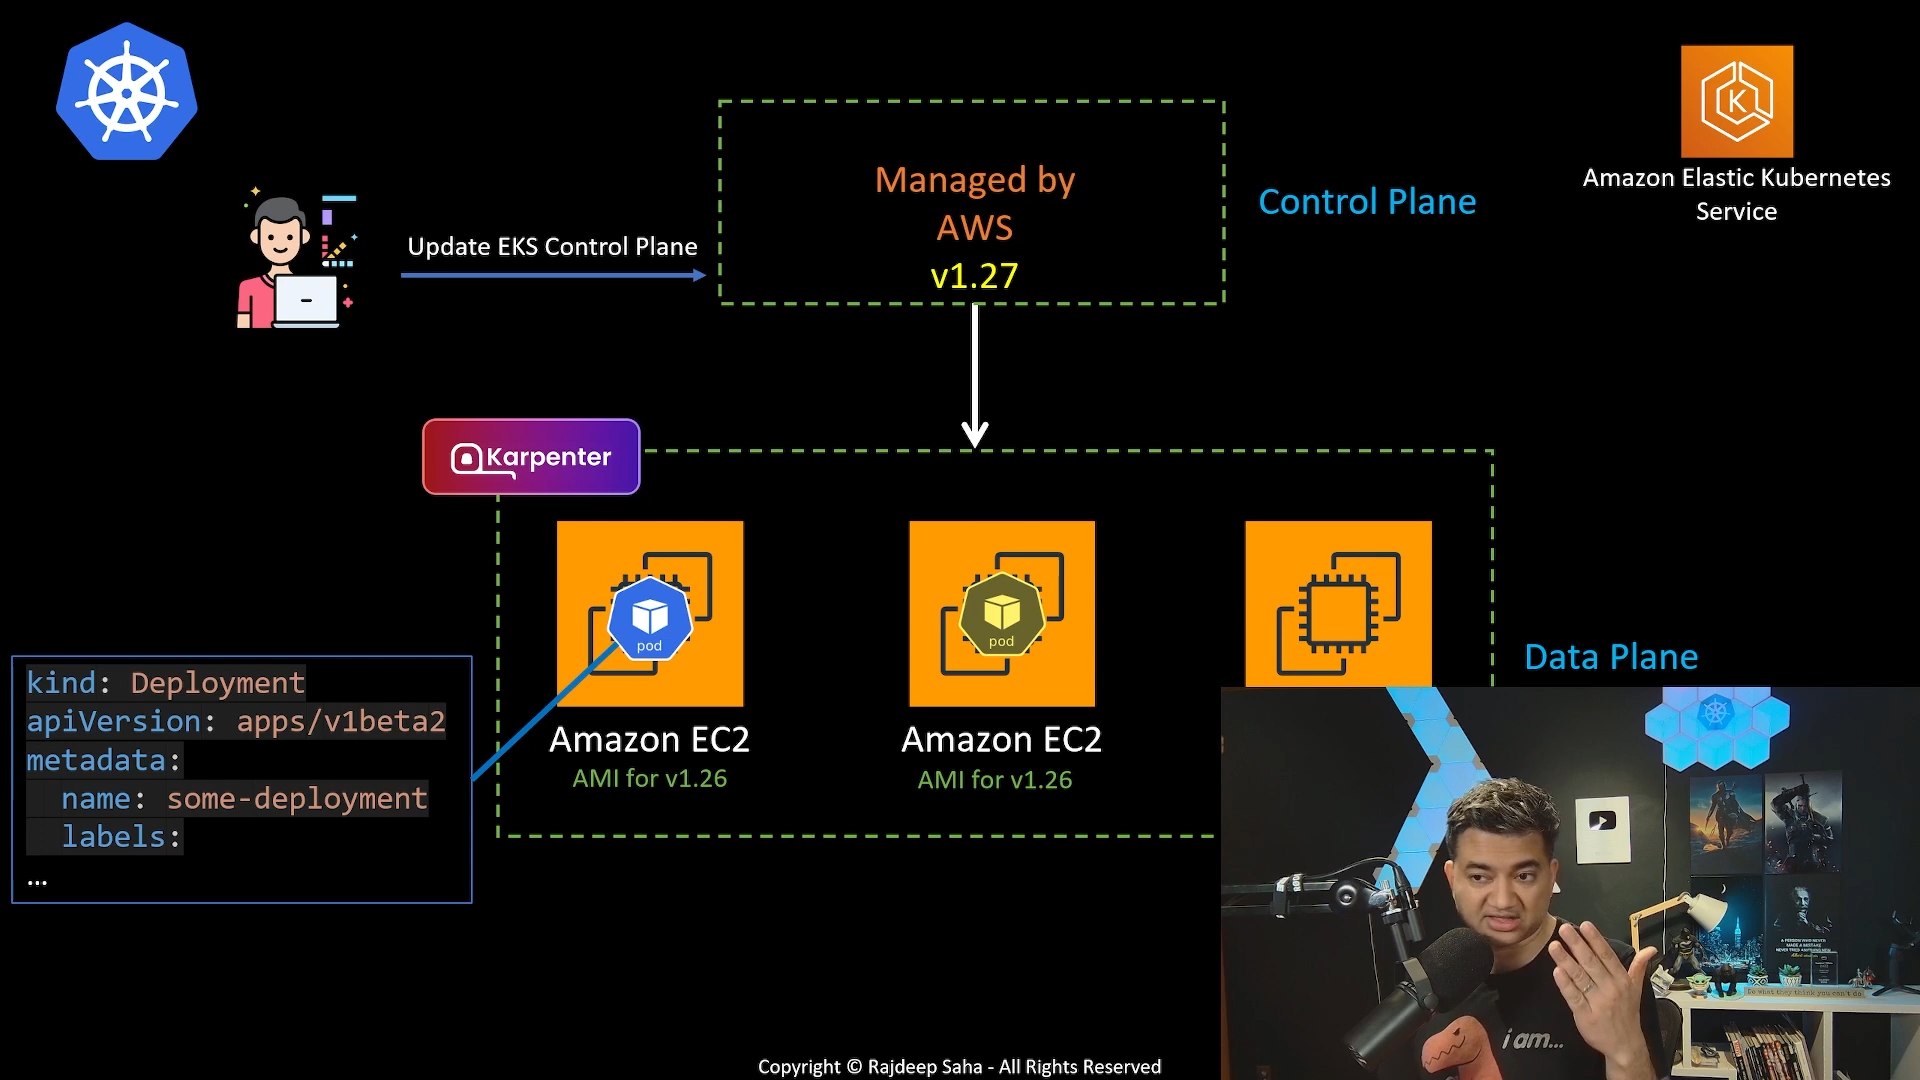 Amazon Elastic Kubernetes
Service
Managed by
AWS
v1.27
Control Plane
Update EKS Control Plane
Karpenter
pod
pod
Data Plane
Amazon EC2
AMI for v1.26
Amazon EC2
AMI for v1.26
kind: Deployment
apiVersion: apps/v1beta2
metadata:
name: some-deployment
labels:
...
i am...
Copyright © Rajdeep Saha - All Rights Reserved